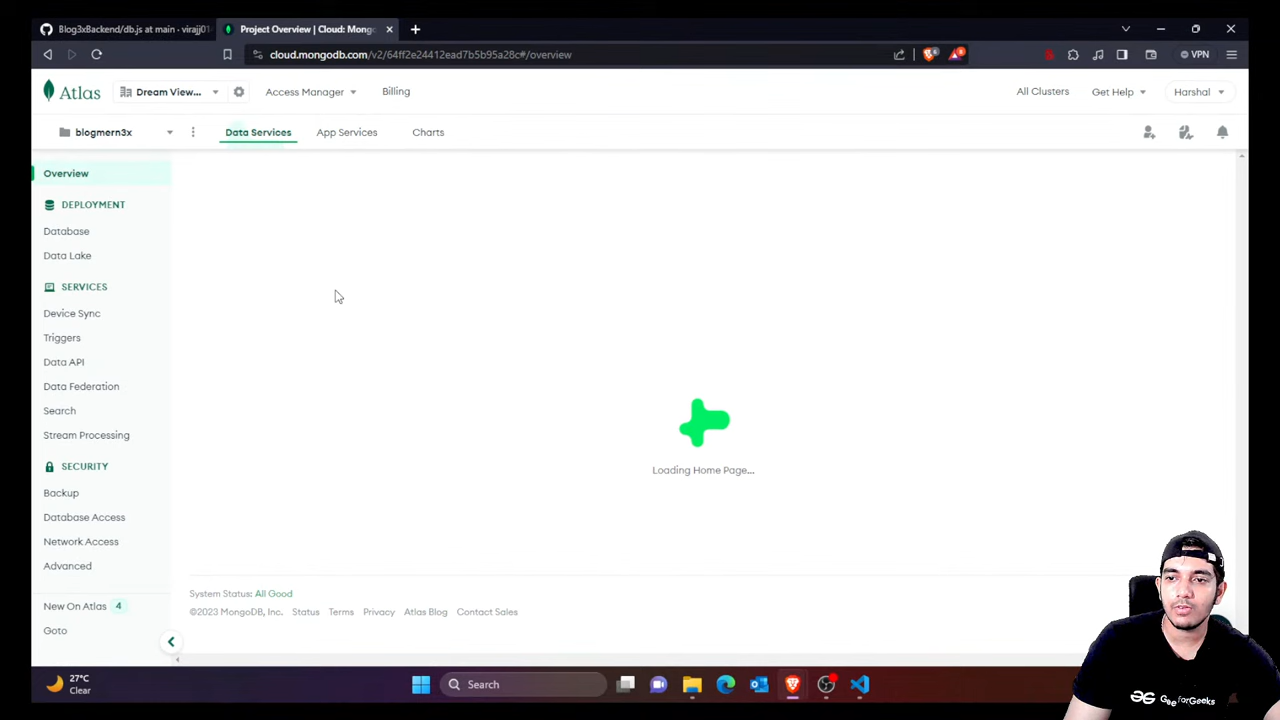 Blog3xBackend/db.js at main · virajj01
Project Overview | Cloud: Mong
cloud.mongodb.com/v2/64ff2e24412ead7b5b95a28c#/overview
VPN
Atlas
Dream View...
Access Manager
Billing
All Clusters
Get Help
Harshal
blogmern3x
Data Services
App Services
Charts
Overview
DEPLOYMENT
Database
Data Lake
SERVICES
Device Sync
Triggers
Data API
Data Federation
Search
Stream Processing
SECURITY
Backup
Database Access
Network Access
Advanced
New On Atlas 4
Goto
Loading Home Page...
System Status: All Good
©2023 MongoDB, Inc. Status Terms Privacy Atlas Blog Contact Sales
27°C
Clear
Search